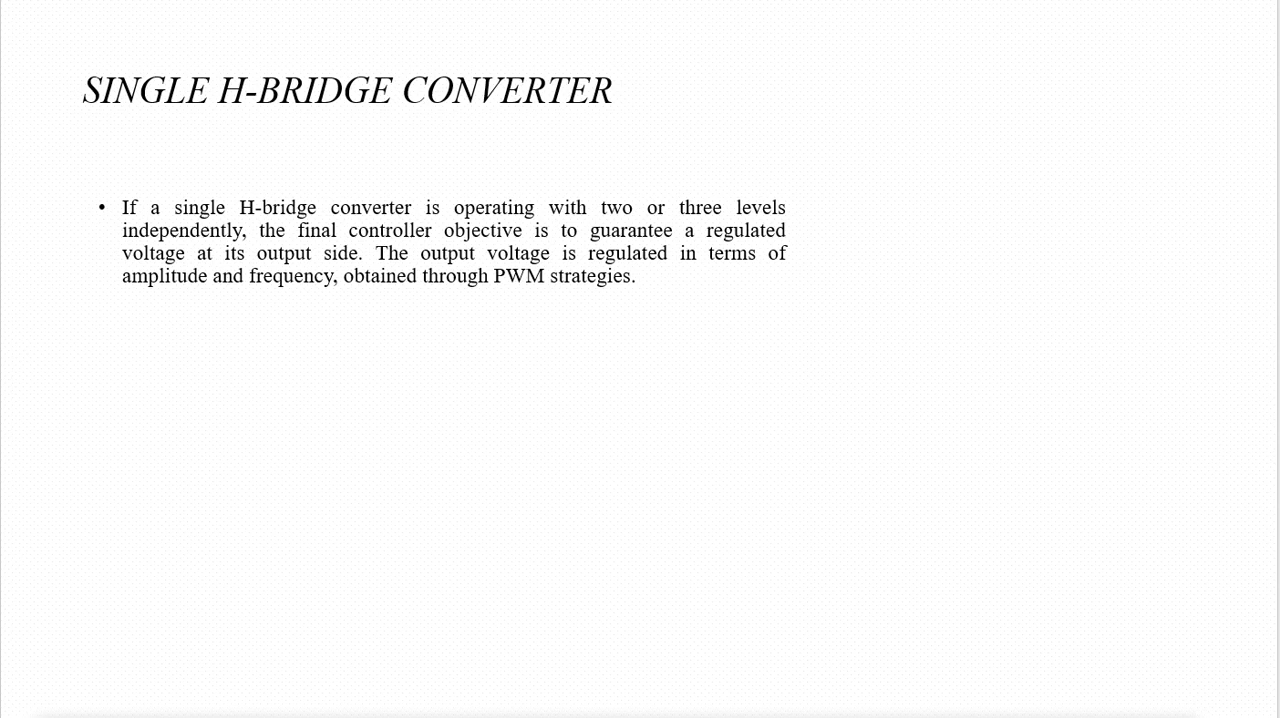 SINGLE H-BRIDGE CONVERTER
• If a single H-bridge converter is operating with two or three levels
independently, the final controller objective is to guarantee a regulated
voltage at its output side. The output voltage is regulated in terms of
amplitude and frequency, obtained through PWM strategies.